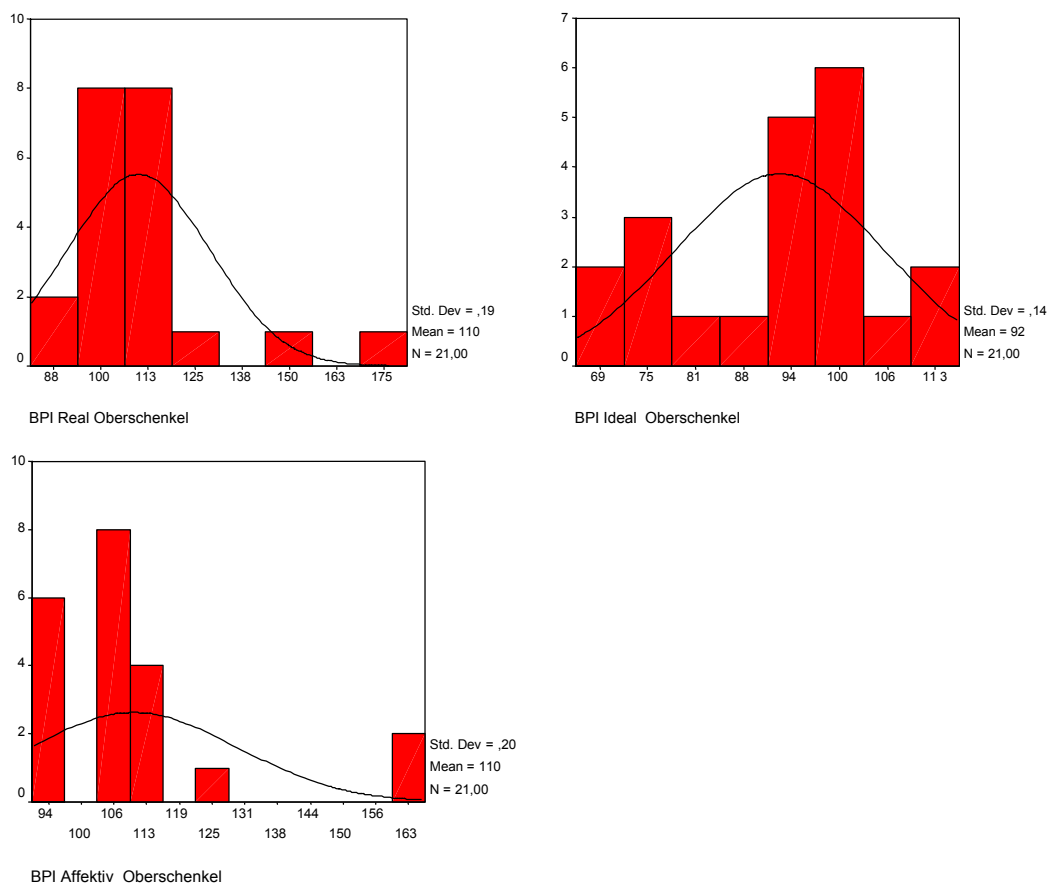 10
8
6
4
2
0
88 100 113 125 138 150 163 175
Std. Dev = ,19
Mean = 110
N = 21,00
BPI Real Oberschenkel
7
6
5
4
3
2
1
0
69 75 81 88 94 100 106 11 3
Std. Dev = ,14
Mean = 92
N = 21,00
BPI Ideal Oberschenkel
10
8
6
4
2
0
94 106 119 131 144 156
100 113 125 138 150 163
Std. Dev = ,20
Mean = 110
N = 21,00
BPI Affektiv Oberschenkel